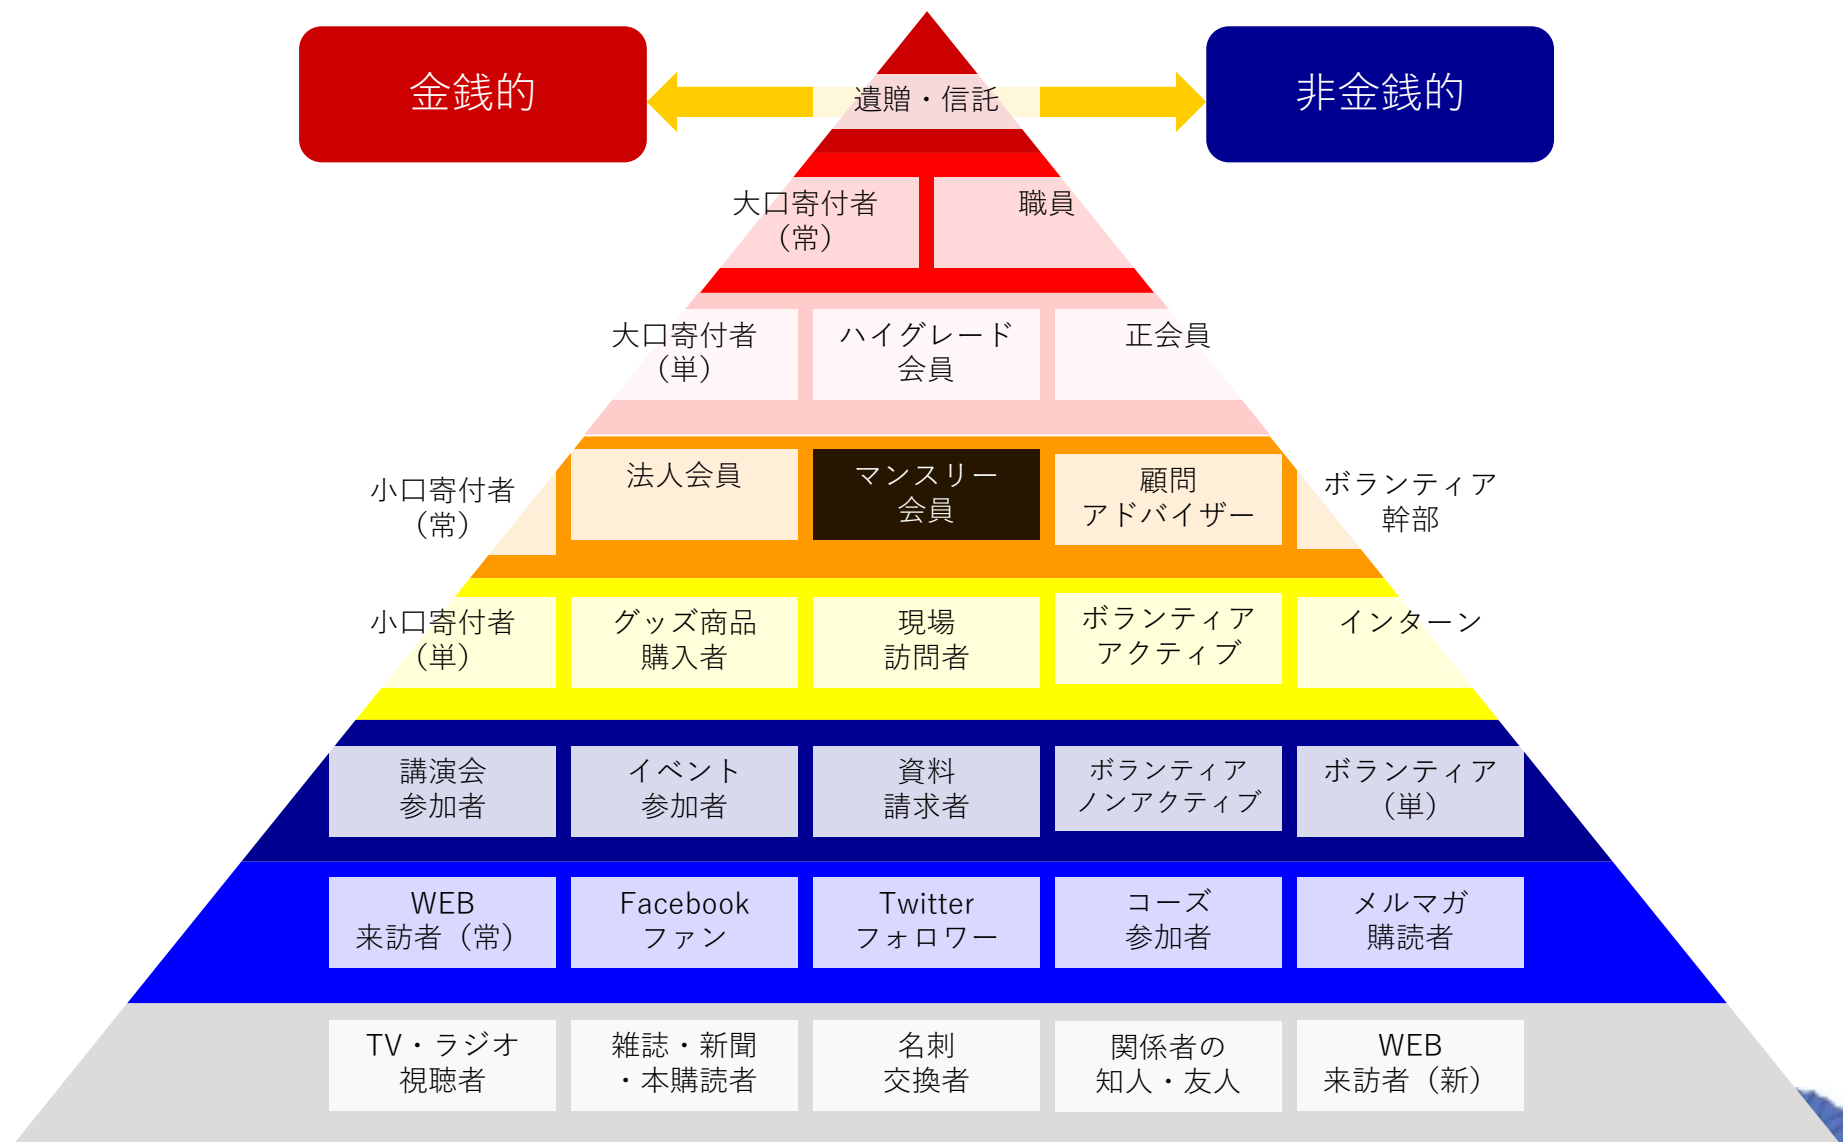 金銭的
遺贈・信託
非金銭的
大口寄付者
（常）
職員
大口寄付者
（単）
ハイグレード
会員
正会員
小口寄付者
（常）
法人会員
マンスリー
会員
顧問
アドバイザー
ボランティア
幹部
小口寄付者
（単）
グッズ商品
購入者
現場
訪問者
ボランティア
アクティブ
インターン
講演会
参加者
イベント
参加者
資料
請求者
ボランティア
ノンアクティブ
ボランティア
（単）
WEB
来訪者（常）
Facebook
ファン
Twitter
フォロワー
コーズ
参加者
メルマガ
購読者
TV・ラジオ
視聴者
雑誌・新聞
・本購読者
名刺
交換者
関係者の
知人・友人
WEB
来訪者（新）